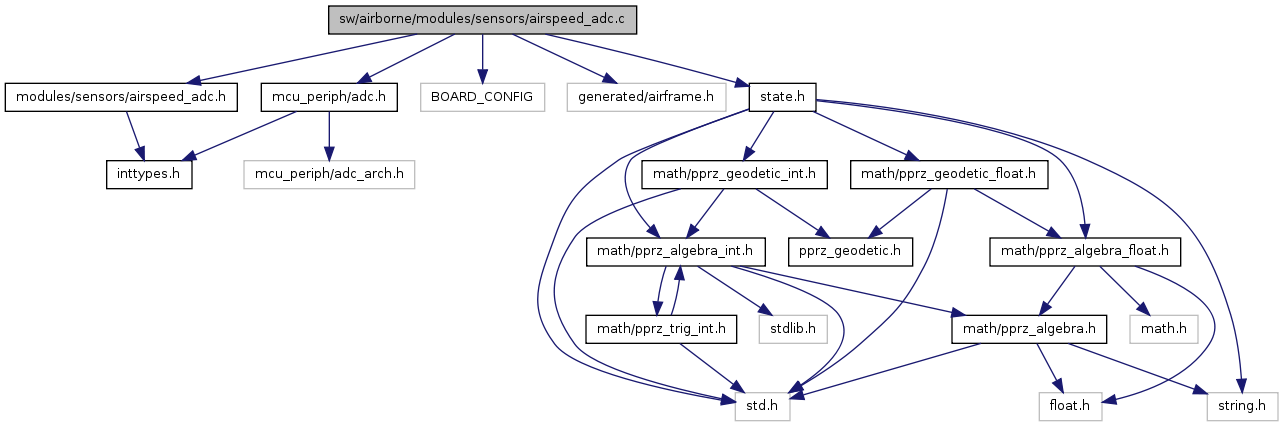 sw/airborne/modules/sensors/airspeed_adc.c
modules/sensors/airspeed_adc.h
mcu_periph/adc.h
BOARD_CONFIG
generated/airframe.h
state.h
inttypes.h
mcu_periph/adc_arch.h
math/pprz_geodetic_int.h
math/pprz_geodetic_float.h
math/pprz_algebra_int.h
pprz_geodetic.h
math/pprz_algebra_float.h
math/pprz_trig_int.h
stdlib.h
math/pprz_algebra.h
math.h
std.h
float.h
string.h